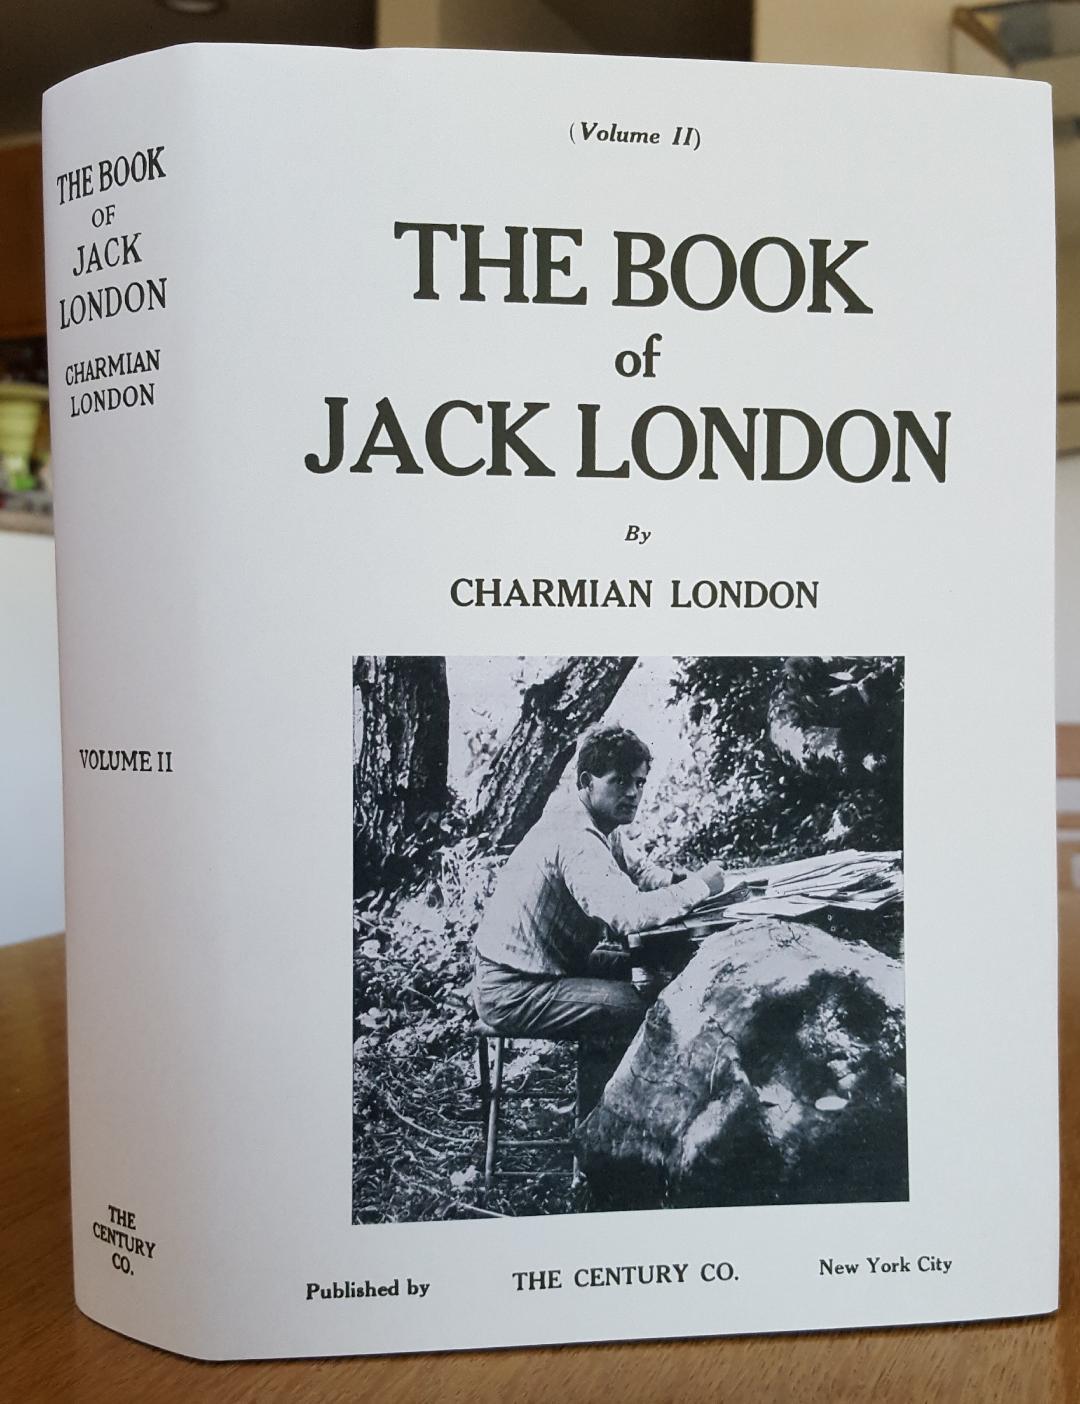 THE BOOK
OF
JACK
LONDON
CHARMIAN
LONDON
VOLUME II
THE
CENTURY
CO.
(Volume II)
THE BOOK
of
JACK LONDON
By
CHARMIAN LONDON
Published by THE CENTURY CO. New York City